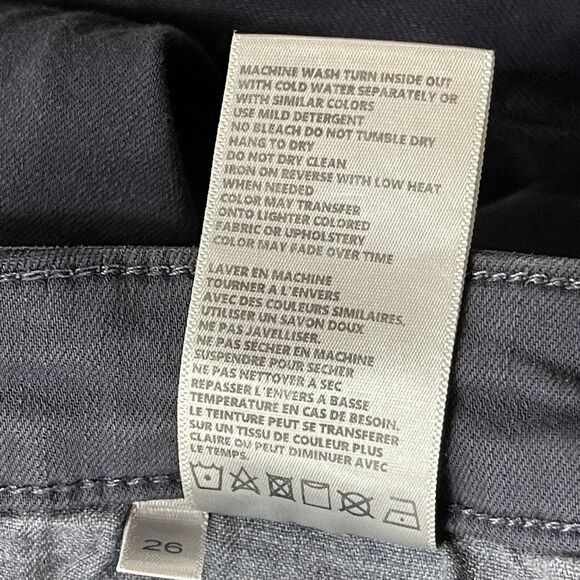 MACHINE WASH TURN INSIDE OUT
WITH COLD WATER SEPARATELY OR
WITH SIMILAR COLORS
USE MILD DETERGENT
NO BLEACH DO NOT TUMBLE DRY
HANG TO DRY
DO NOT DRY CLEAN
IRON ON REVERSE WITH LOW HEAT
WHEN NEEDED
COLOR MAY TRANSFER
ONTO LIGHTER COLORED
FABRIC OR UPHOLSTERY
COLOR MAY FADE OVER TIME
LAVER EN MACHINE
TOURNER A L'ENVERS
AVEC DES COULEURS SIMILAIRES.
UTILISER UN SAVON DOUX
NE PAS JAVELLISER.
NE PAS SÉCHER EN MACHINE
SUSPENDRE POUR SÉCHER
NE PAS NETTOYER A SEC
REPASSER L'ENVERS A BASSE
TEMPERATURE EN CAS DE BESOIN.
LE TEINTURE PEUT SE TRANSFERER
SUR UN TISSU DE COULEUR PLUS
CLAIRE OU PEUT DIMINUER AVEC
LE TEMPS.
26